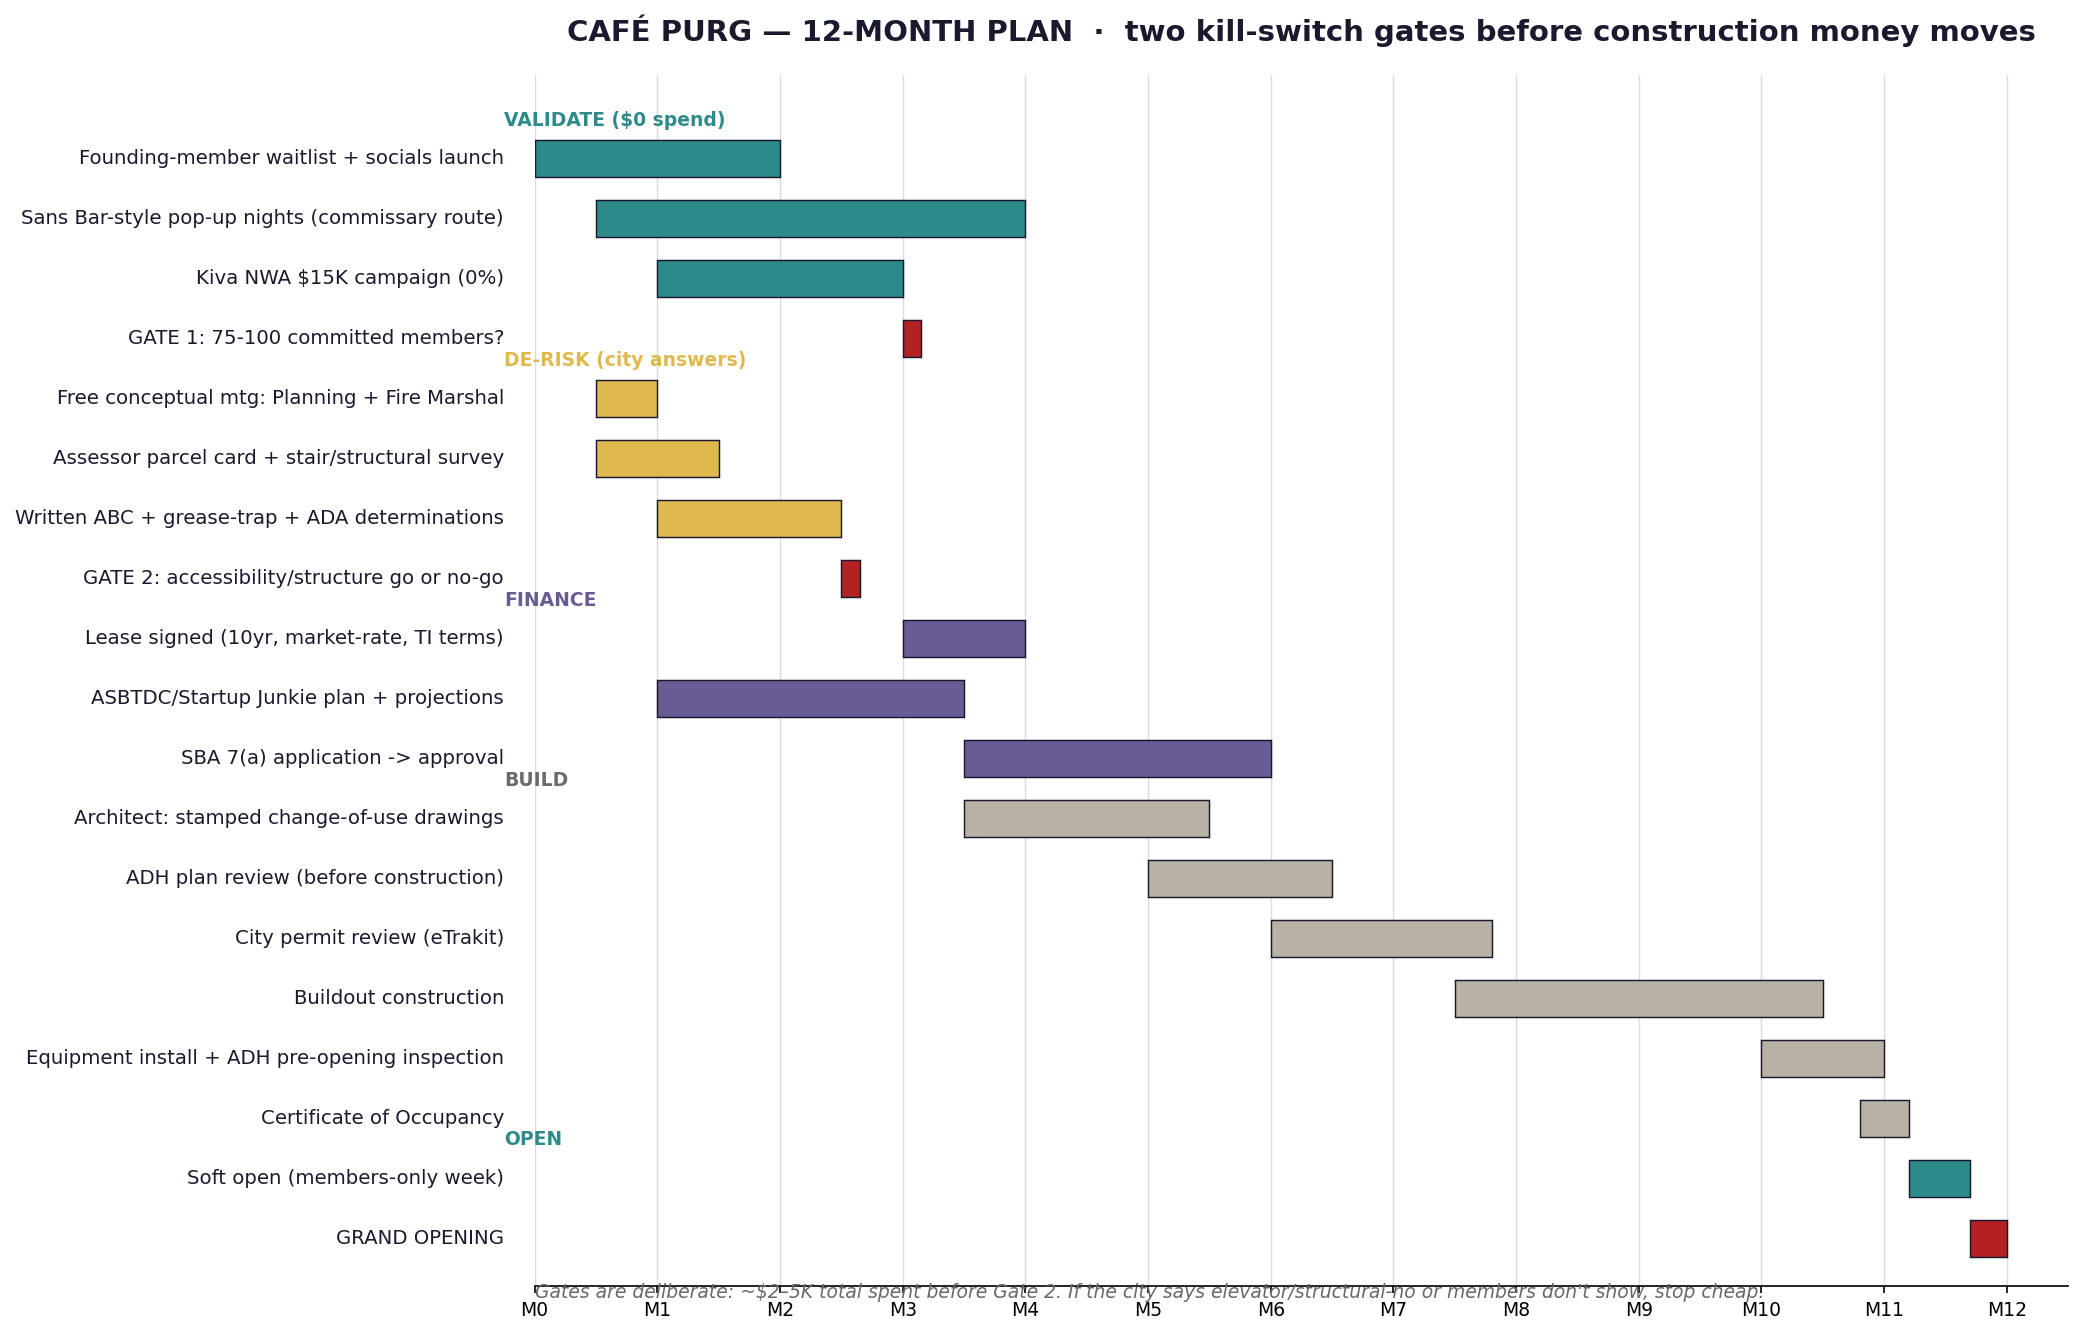 CAFÉ PURG — 12-MONTH PLAN · two kill-switch gates before construction money moves
VALIDATE ($0 spend)
Founding-member waitlist + socials launch
Sans Bar-style pop-up nights (commissary route)
Kiva NWA $15K campaign (0%)
GATE 1: 75-100 committed members?
DE-RISK (city answers)
Free conceptual mtg: Planning + Fire Marshal
Assessor parcel card + stair/structural survey
Written ABC + grease-trap + ADA determinations
GATE 2: accessibility/structure go or no-go
FINANCE
Lease signed (10yr, market-rate, TI terms)
ASBTDC/Startup Junkie plan + projections
SBA 7(a) application -> approval
BUILD
Architect: stamped change-of-use drawings
ADH plan review (before construction)
City permit review (eTrakit)
Buildout construction
Equipment install + ADH pre-opening inspection
Certificate of Occupancy
OPEN
Soft open (members-only week)
GRAND OPENING
Gates are deliberate: ~$2–5K total spent before Gate 2. If the city says elevator/structural-no or members don't show, stop cheap.
M0 M1 M2 M3 M4 M5 M6 M7 M8 M9 M10 M11 M12